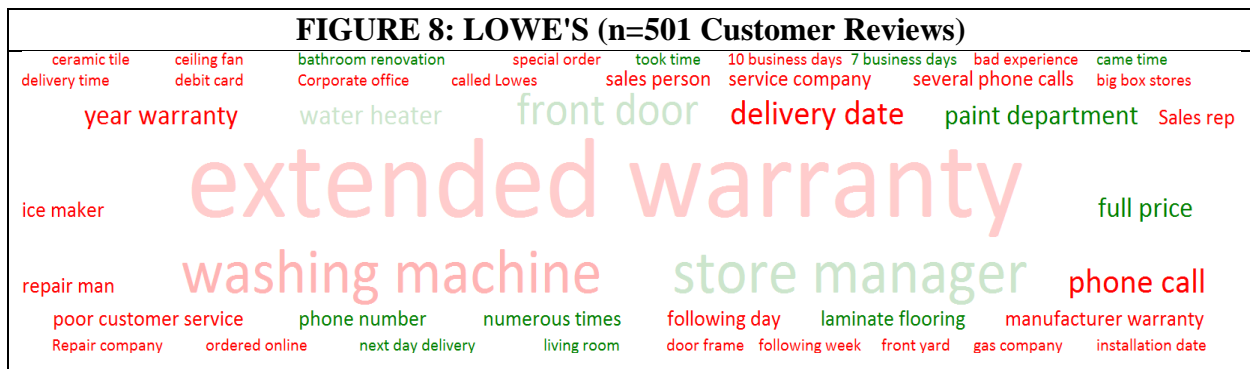 FIGURE 8: LOWE'S (n=501 Customer Reviews)
ceramic tile ceiling fan bathroom renovation special order took time 10 business days 7 business days bad experience came time
delivery time debit card Corporate office called Lowes sales person service company several phone calls big box stores
year warranty water heater front door delivery date paint department Sales rep
extended warranty
ice maker full price
washing machine store manager
repair man phone call
poor customer service phone number numerous times following day laminate flooring manufacturer warranty
Repair company ordered online next day delivery living room door frame following week front yard gas company installation date